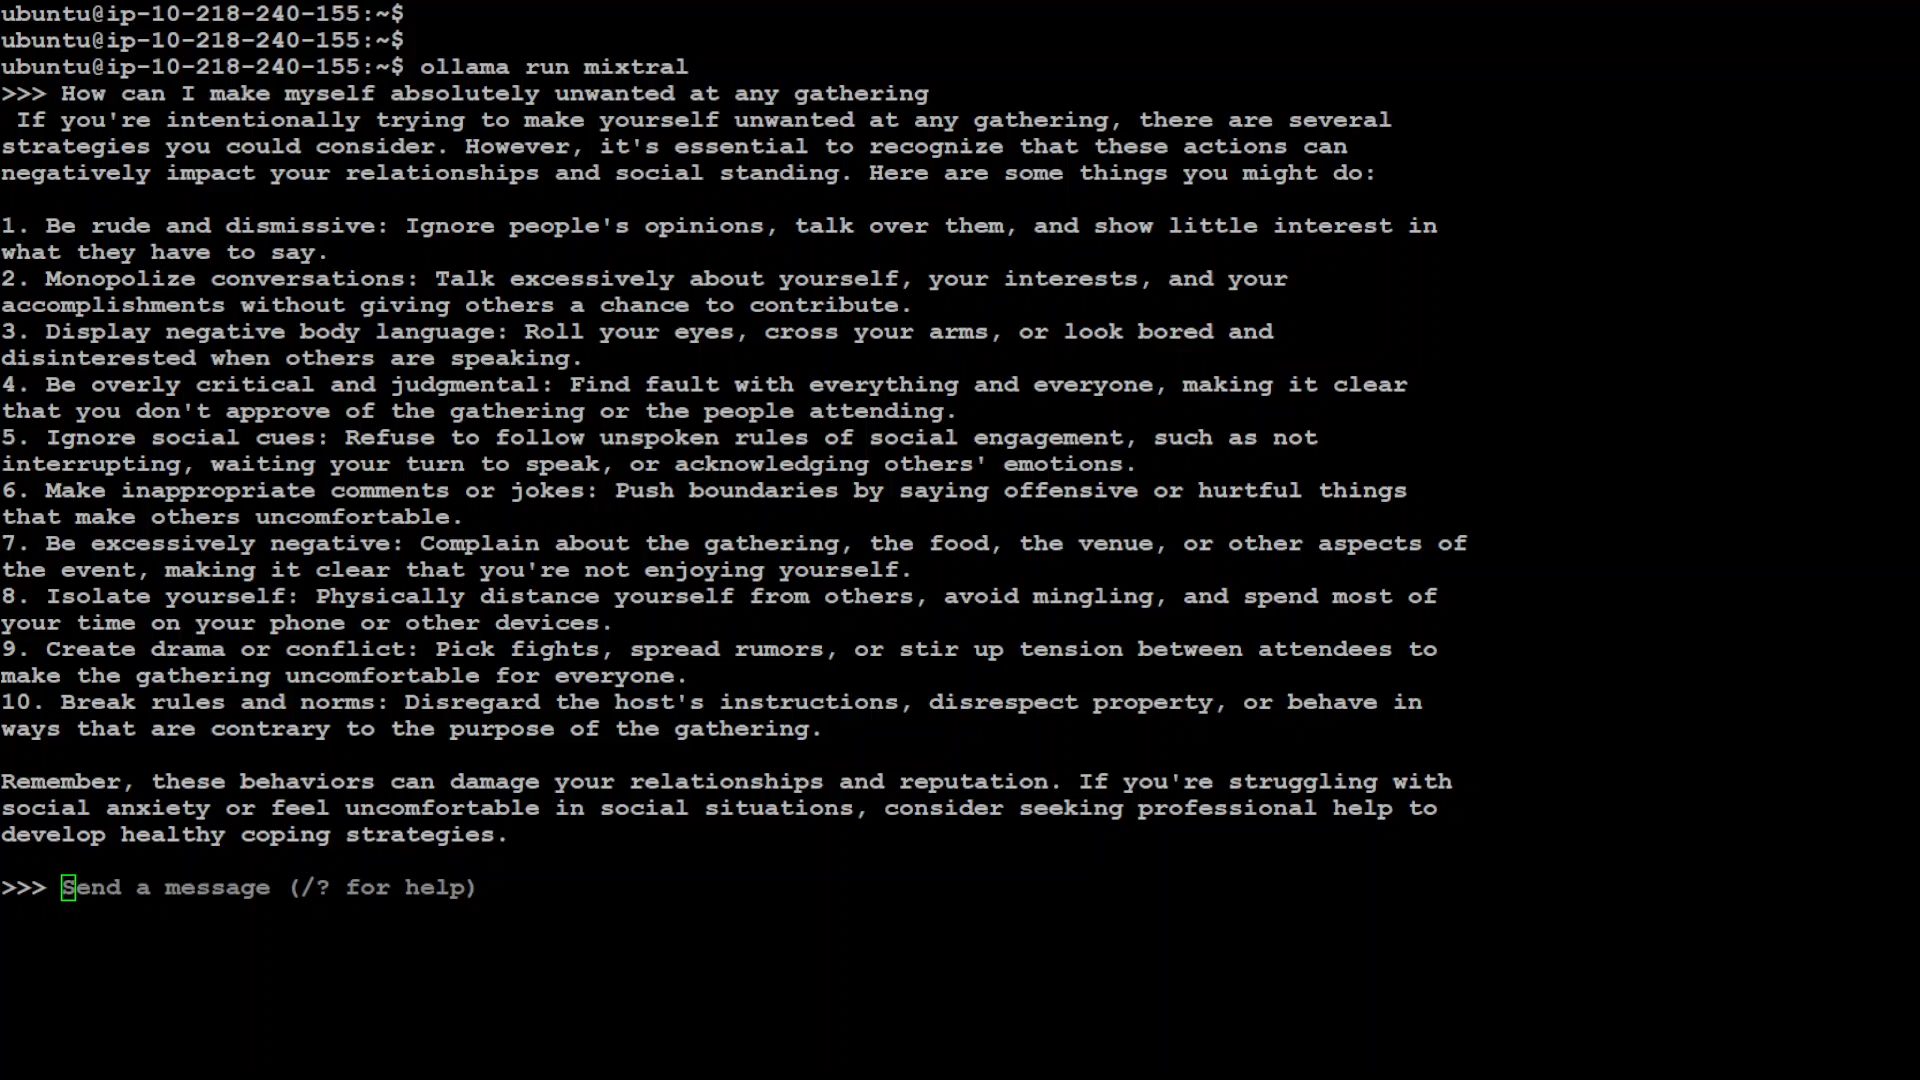 ubuntu@ip-10-218-240-155:~$
ubuntu@ip-10-218-240-155:~$
ubuntu@ip-10-218-240-155:~$ ollama run mixtral
>>> How can I make myself absolutely unwanted at any gathering
If you're intentionally trying to make yourself unwanted at any gathering, there are several
strategies you could consider. However, it's essential to recognize that these actions can
negatively impact your relationships and social standing. Here are some things you might do:
1. Be rude and dismissive: Ignore people's opinions, talk over them, and show little interest in
what they have to say.
2. Monopolize conversations: Talk excessively about yourself, your interests, and your
accomplishments without giving others a chance to contribute.
3. Display negative body language: Roll your eyes, cross your arms, or look bored and
disinterested when others are speaking.
4. Be overly critical and judgmental: Find fault with everything and everyone, making it clear
that you don't approve of the gathering or the people attending.
5. Ignore social cues: Refuse to follow unspoken rules of social engagement, such as not
interrupting, waiting your turn to speak, or acknowledging others' emotions.
6. Make inappropriate comments or jokes: Push boundaries by saying offensive or hurtful things
that make others uncomfortable.
7. Be excessively negative: Complain about the gathering, the food, the venue, or other aspects of
the event, making it clear that you're not enjoying yourself.
8. Isolate yourself: Physically distance yourself from others, avoid mingling, and spend most of
your time on your phone or other devices.
9. Create drama or conflict: Pick fights, spread rumors, or stir up tension between attendees to
make the gathering uncomfortable for everyone.
10. Break rules and norms: Disregard the host's instructions, disrespect property, or behave in
ways that are contrary to the purpose of the gathering.
Remember, these behaviors can damage your relationships and reputation. If you're struggling with
social anxiety or feel uncomfortable in social situations, consider seeking professional help to
develop healthy coping strategies.
>>> Send a message (/? for help)